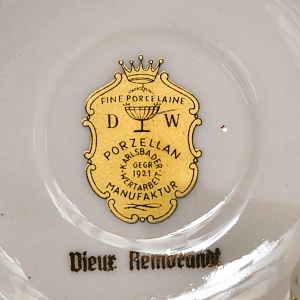 FINE PORCELAINE
D W
PORZELLAN
KARLSBADER
GEGR
1921
WERTARBEIT
MANUFAKTUR
Vieux Rembrandt